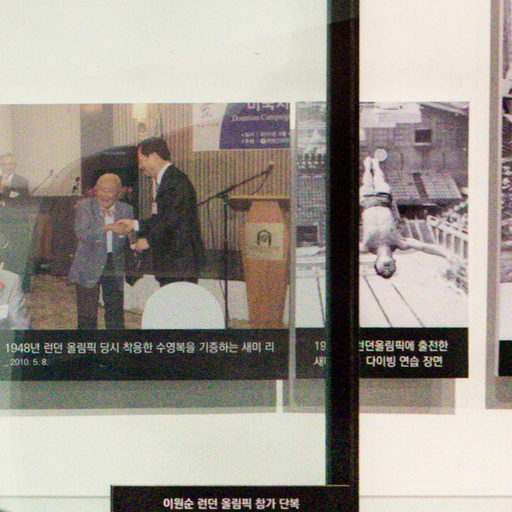 Donation Campaign
1948년 런던 올림픽 당시 착용한 수영복을 기증하는 새미 리
_ 2010. 5. 8.
런던올림픽에 출전한
다이빙 연습 장면
이원순 런던 올림픽 참가 단복